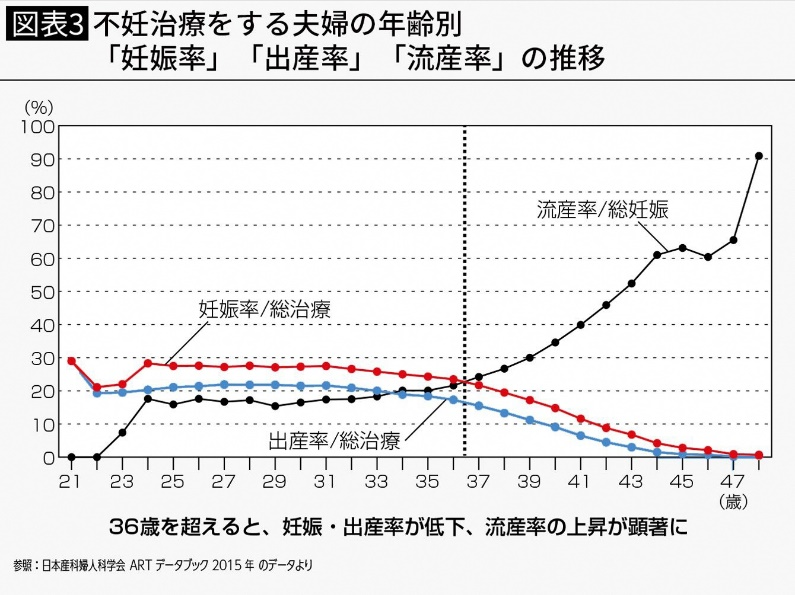 図表3 不妊治療をする夫婦の年齢別
「妊娠率」「出産率」「流産率」の推移
(%)
100
90
80
70
60
50
40
30
20
10
0
流産率/総妊娠
妊娠率/総治療
出産率/総治療
21 23 25 27 29 31 33 35 37 39 41 43 45 47
(歳)
36歳を超えると、妊娠・出産率が低下、流産率の上昇が顕著に
参照：日本産科婦人科学会 ART データブック 2015 年 のデータより